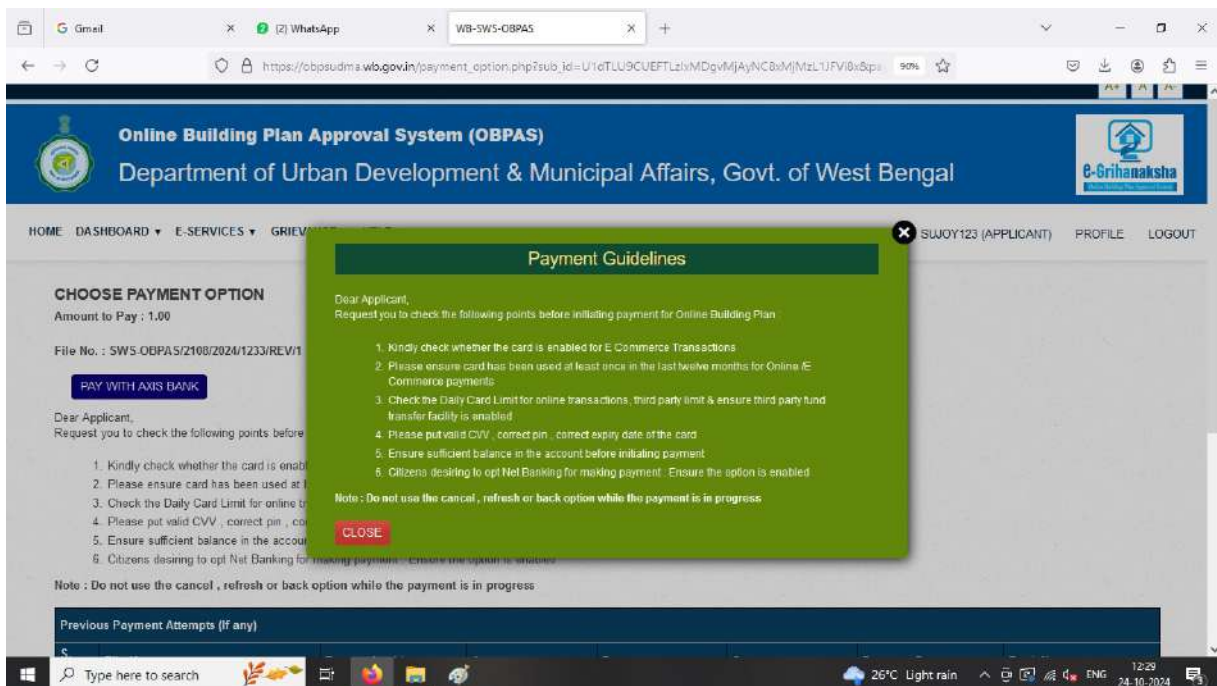 Gmail
(2) WhatsApp
WB-SWS-OBPAS
https://obpsudma.wb.gov.in/payment_option.php?sub_id=
90%
A+ A A-
Online Building Plan Approval System (OBPAS)
Department of Urban Development & Municipal Affairs, Govt. of West Bengal
e-Grihanaksha
HOME DASHBOARD E-SERVICES GRIEV
SUJOY123 (APPLICANT) PROFILE LOGOUT
Payment Guidelines
Dear Applicant,
Request you to check the following points before initiating payment for Online Building Plan :
1. Kindly check whether the card is enabled for E Commerce Transactions
2. Please ensure card has been used at least once in the last twelve months for Online /E
Commerce payments
3. Check the Daily Card Limit for online transactions, third party limit & ensure third party fund
transfer facility is enabled
4. Please put valid CVV , correct pin , correct expiry date of the card
5. Ensure sufficient balance in the account before initiating payment
6. Citizens desiring to opt Net Banking for making payment : Ensure the option is enabled
Note : Do not use the cancel , refresh or back option while the payment is in progress
CLOSE
CHOOSE PAYMENT OPTION
Amount to Pay : 1.00
File No. : SWS-OBPAS/2108/2024/1233/REV/1
PAY WITH AXIS BANK
Dear Applicant,
Request you to check the following points before
1. Kindly check whether the card is enabl
2. Please ensure card has been used at l
3. Check the Daily Card Limit for online tr
4. Please put valid CVV , correct pin , co
5. Ensure sufficient balance in the accou
6. Citizens desiring to opt Net Banking for making payment : Ensure the option is enabled
Note : Do not use the cancel , refresh or back option while the payment is in progress
Previous Payment Attempts (If any)
S
Type here to search
26°C Light rain
ENG
12:29
24-10-2024